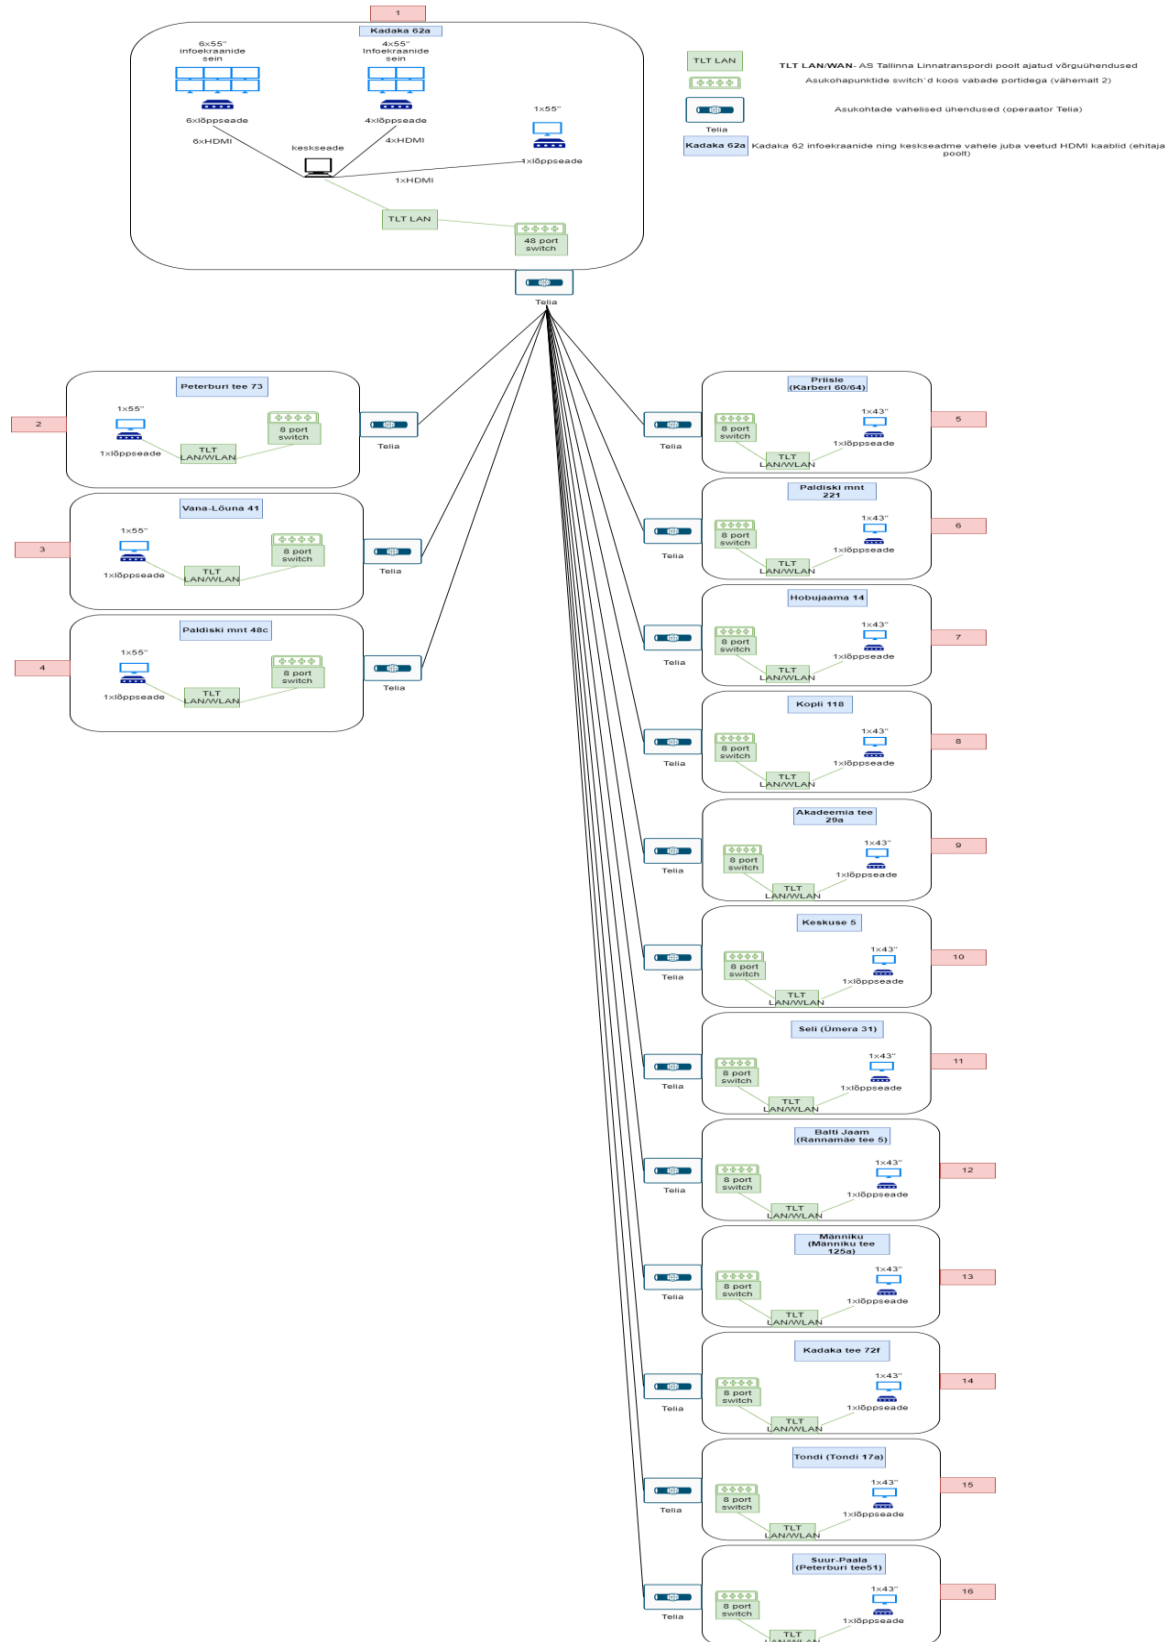 1
Kadaka 62a
6x55"
infoekraanide
sein
4x55"
Infoekraanide
sein
1x55"
6xlõppseade
4xlõppseade
1xlõppseade
6xHDMI
4xHDMI
1xHDMI
keskseade
TLT LAN
48 port
switch
Telia
TLT LAN
TLT LAN/WAN- AS Tallinna Linnatranspordi poolt ajatud võrguühendused
Asukohapunktide switch'd koos vabade portidega (vähemalt 2)
Asukohtade vahelised ühendused (operaator Telia)
Telia
Kadaka 62a
Kadaka 62 infoekraanide ning keskseadme vahele juba veetud HDMI kaablid (ehitaja
poolt)
2
Peterburi tee 73
1x55"
1xlõppseade
TLT
LAN/WLAN
8 port
switch
Telia
3
Vana-Lõuna 41
1x55"
1xlõppseade
TLT
LAN/WLAN
8 port
switch
Telia
4
Paldiski mnt 48c
1x55"
1xlõppseade
TLT
LAN/WLAN
8 port
switch
Telia
Telia
Priisle
(Kärberi 60/64)
8 port
switch
TLT
LAN/WLAN
1x43"
1xlõppseade
5
Telia
Paldiski mnt
221
8 port
switch
TLT
LAN/WLAN
1x43"
1xlõppseade
6
Telia
Hobujaama 14
8 port
switch
TLT
LAN/WLAN
1x43"
1xlõppseade
7
Telia
Kopli 118
8 port
switch
TLT
LAN/WLAN
1x43"
1xlõppseade
8
Telia
Akadeemia tee
29a
8 port
switch
TLT
LAN/WLAN
1x43"
1xlõppseade
9
Telia
Keskuse 5
8 port
switch
TLT
LAN/WLAN
1x43"
1xlõppseade
10
Telia
Seli (Ümera 31)
8 port
switch
TLT
LAN/WLAN
1x43"
1xlõppseade
11
Telia
Balti Jaam
(Rannamäe tee 5)
8 port
switch
TLT
LAN/WLAN
1x43"
1xlõppseade
12
Telia
Männiku
(Männiku tee
125a)
8 port
switch
TLT
LAN/WLAN
1x43"
1xlõppseade
13
Telia
Kadaka tee 72f
8 port
switch
TLT
LAN/WLAN
1x43"
1xlõppseade
14
Telia
Tondi (Tondi 17a)
8 port
switch
TLT
LAN/WLAN
1x43"
1xlõppseade
15
Telia
Suur-Paala
(Peterburi tee51)
8 port
switch
TLT
LAN/WLAN
1x43"
1xlõppseade
16